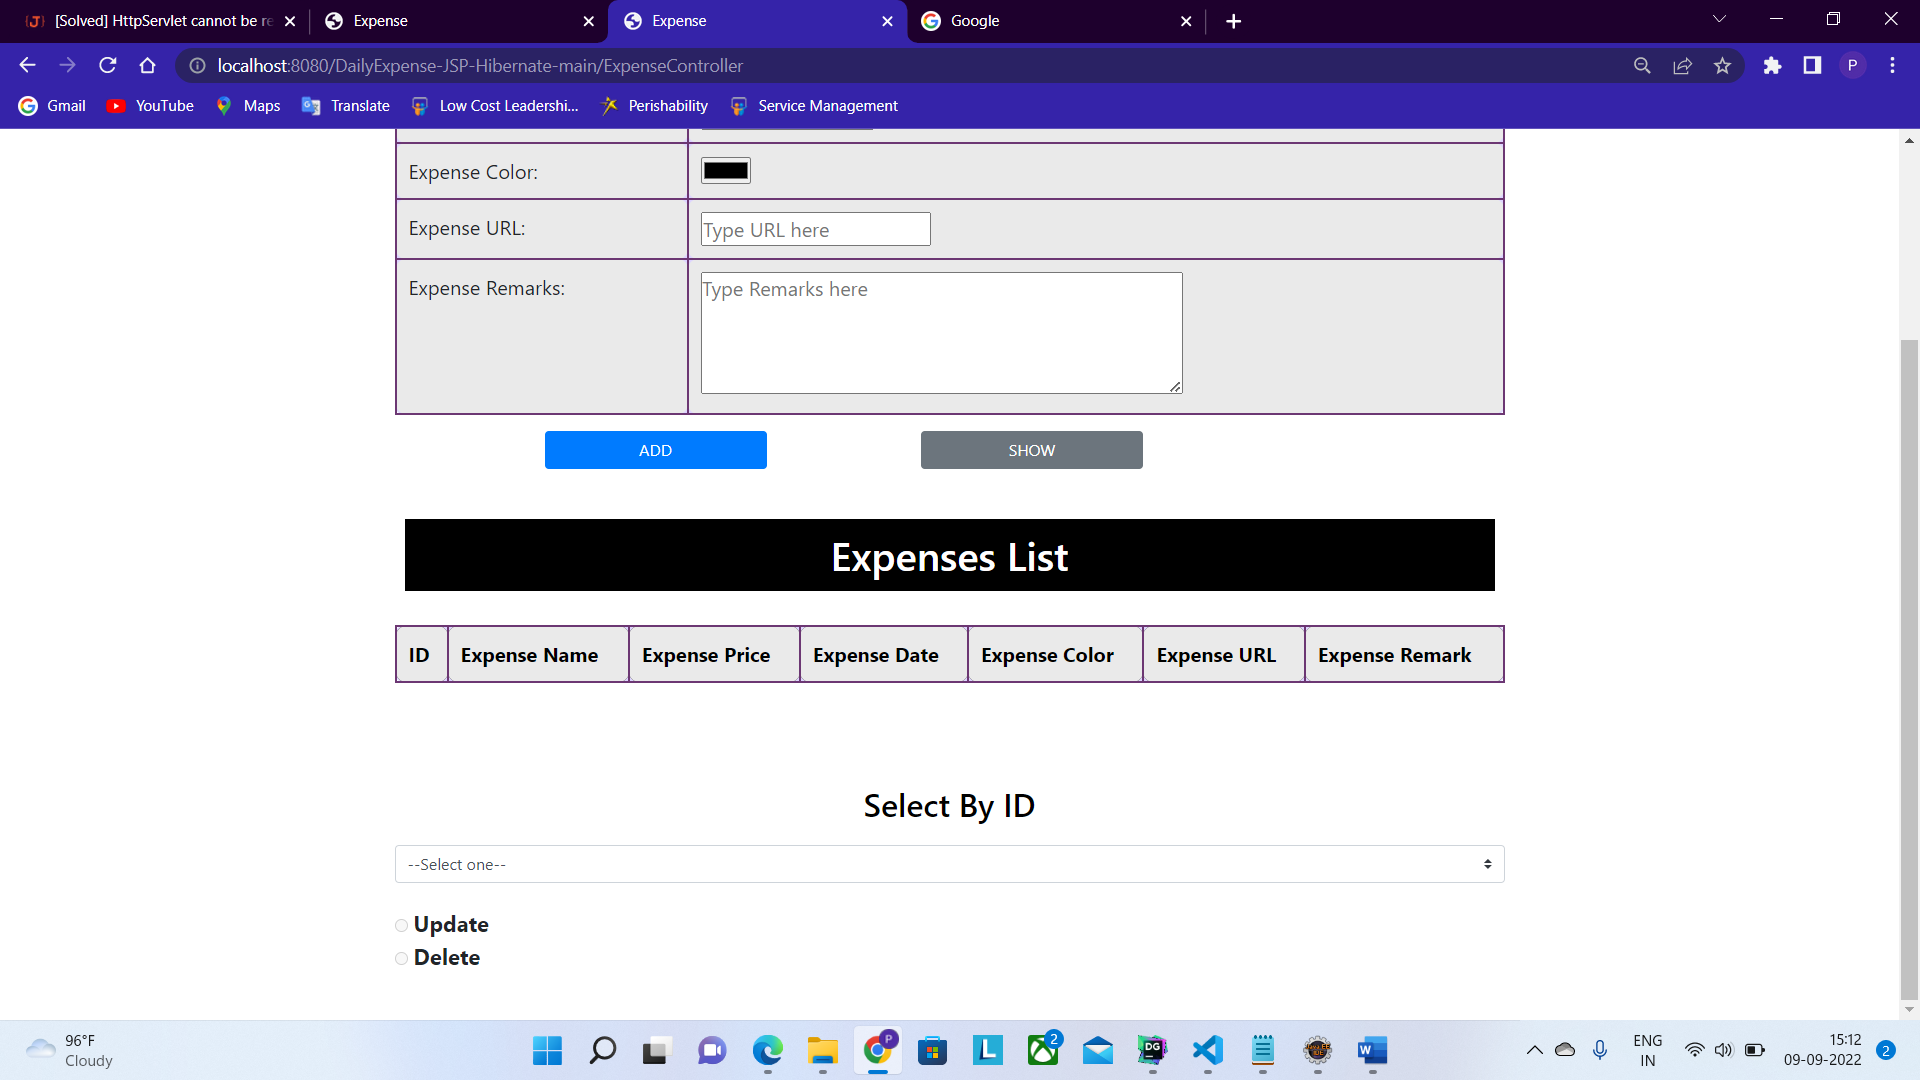 [Solved] HttpServlet cannot be re
Expense
Expense
Google
localhost:8080/DailyExpense-JSP-Hibernate-main/ExpenseController
P
Gmail
YouTube
Maps
Translate
Low Cost Leadershi...
Perishability
Service Management
Expense Color:
Expense URL:
Type URL here
Expense Remarks:
Type Remarks here
ADD
SHOW
Expenses List
ID Expense Name Expense Price Expense Date Expense Color Expense URL Expense Remark
Select By ID
--Select one--
Update
Delete
96°F
Cloudy
P
L
2
DG
W
ENG
IN
15:12
09-09-2022
2